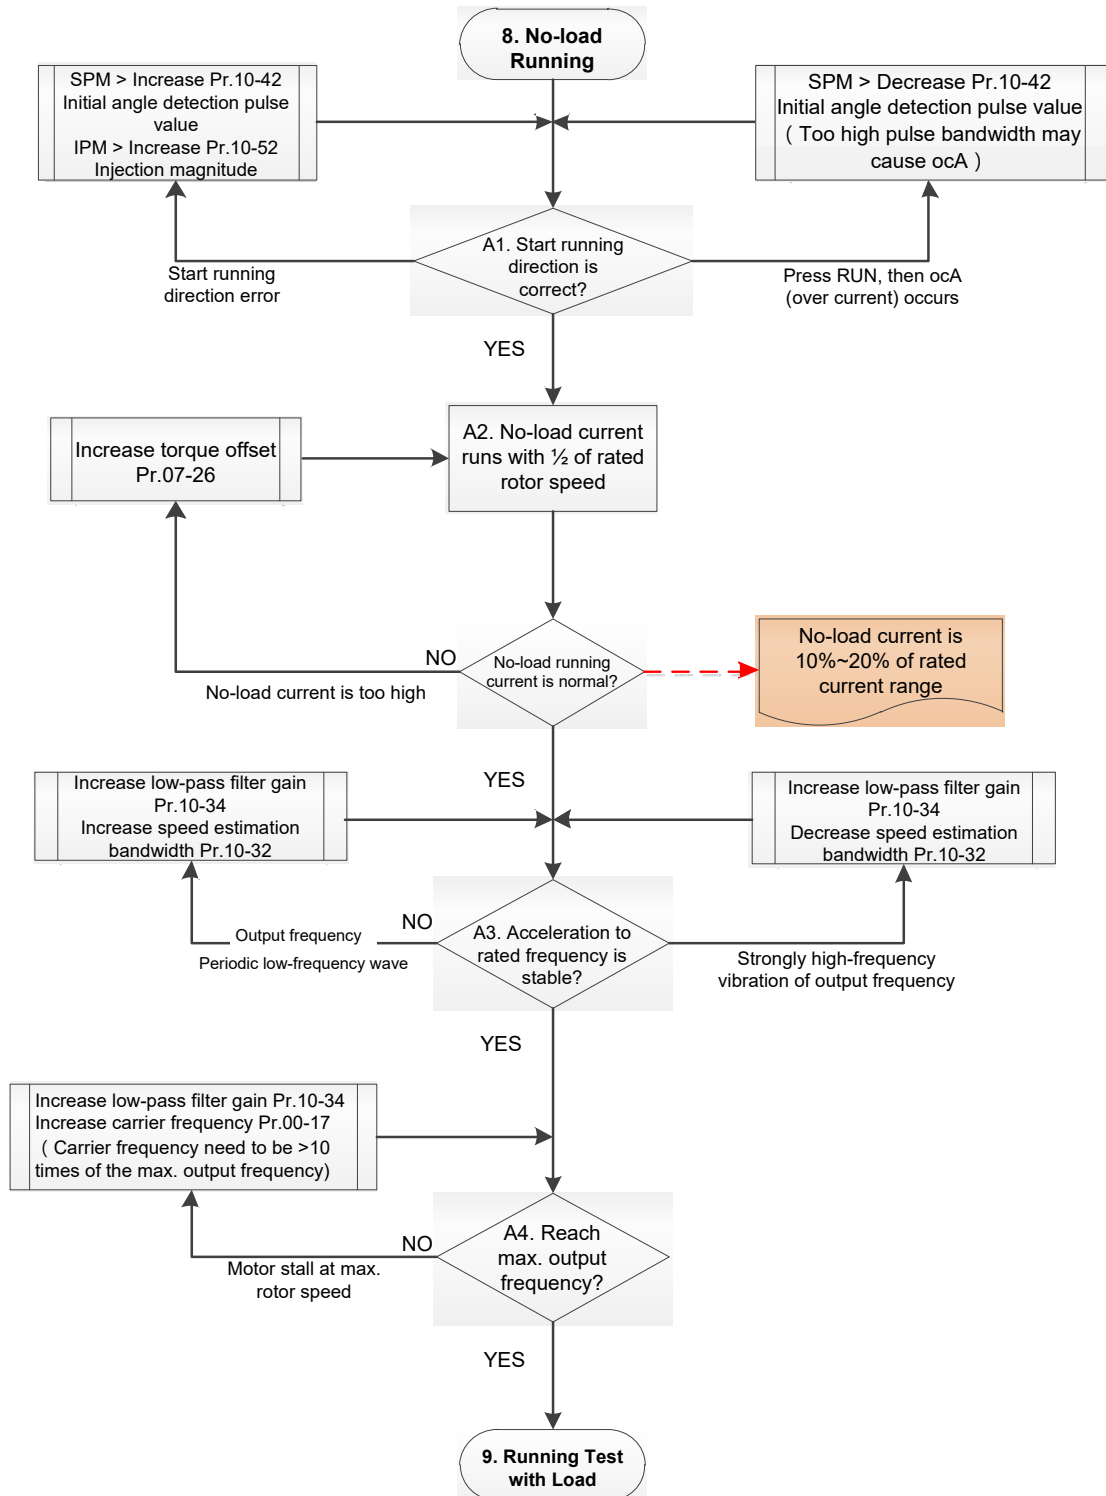 8. No-load
Running
SPM > Increase Pr.10-42
Initial angle detection pulse
value
IPM > Increase Pr.10-52
Injection magnitude
SPM > Decrease Pr.10-42
Initial angle detection pulse value
( Too high pulse bandwidth may
cause ocA )
A1. Start running
direction is
correct?
Start running
direction error
Press RUN, then ocA
(over current) occurs
YES
Increase torque offset
Pr.07-26
A2. No-load current
runs with ½ of rated
rotor speed
No-load running
current is normal?
NO
No-load current is too high
No-load current is
10%~20% of rated
current range
YES
Increase low-pass filter gain
Pr.10-34
Increase speed estimation
bandwidth Pr.10-32
Increase low-pass filter gain
Pr.10-34
Decrease speed estimation
bandwidth Pr.10-32
A3. Acceleration to
rated frequency is
stable?
NO
Output frequency
Periodic low-frequency wave
Strongly high-frequency
vibration of output frequency
YES
Increase low-pass filter gain Pr.10-34
Increase carrier frequency Pr.00-17
( Carrier frequency need to be >10
times of the max. output frequency)
A4. Reach
max. output
frequency?
NO
Motor stall at max.
rotor speed
YES
9. Running Test
with Load